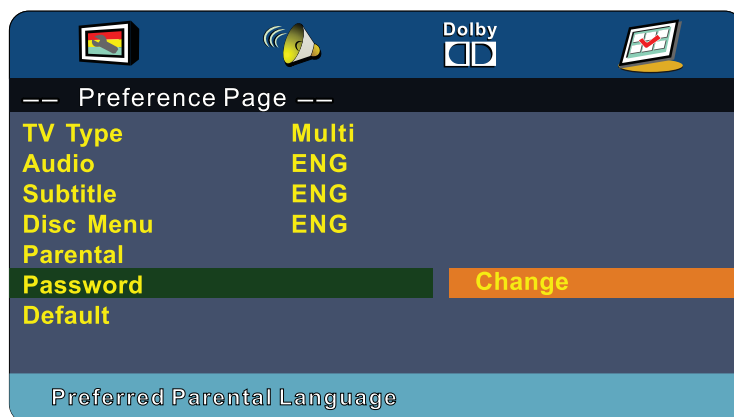 Dolby
-- Preference Page --
TV Type Multi
Audio ENG
Subtitle ENG
Disc Menu ENG
Parental
Password Change
Default
Preferred Parental Language